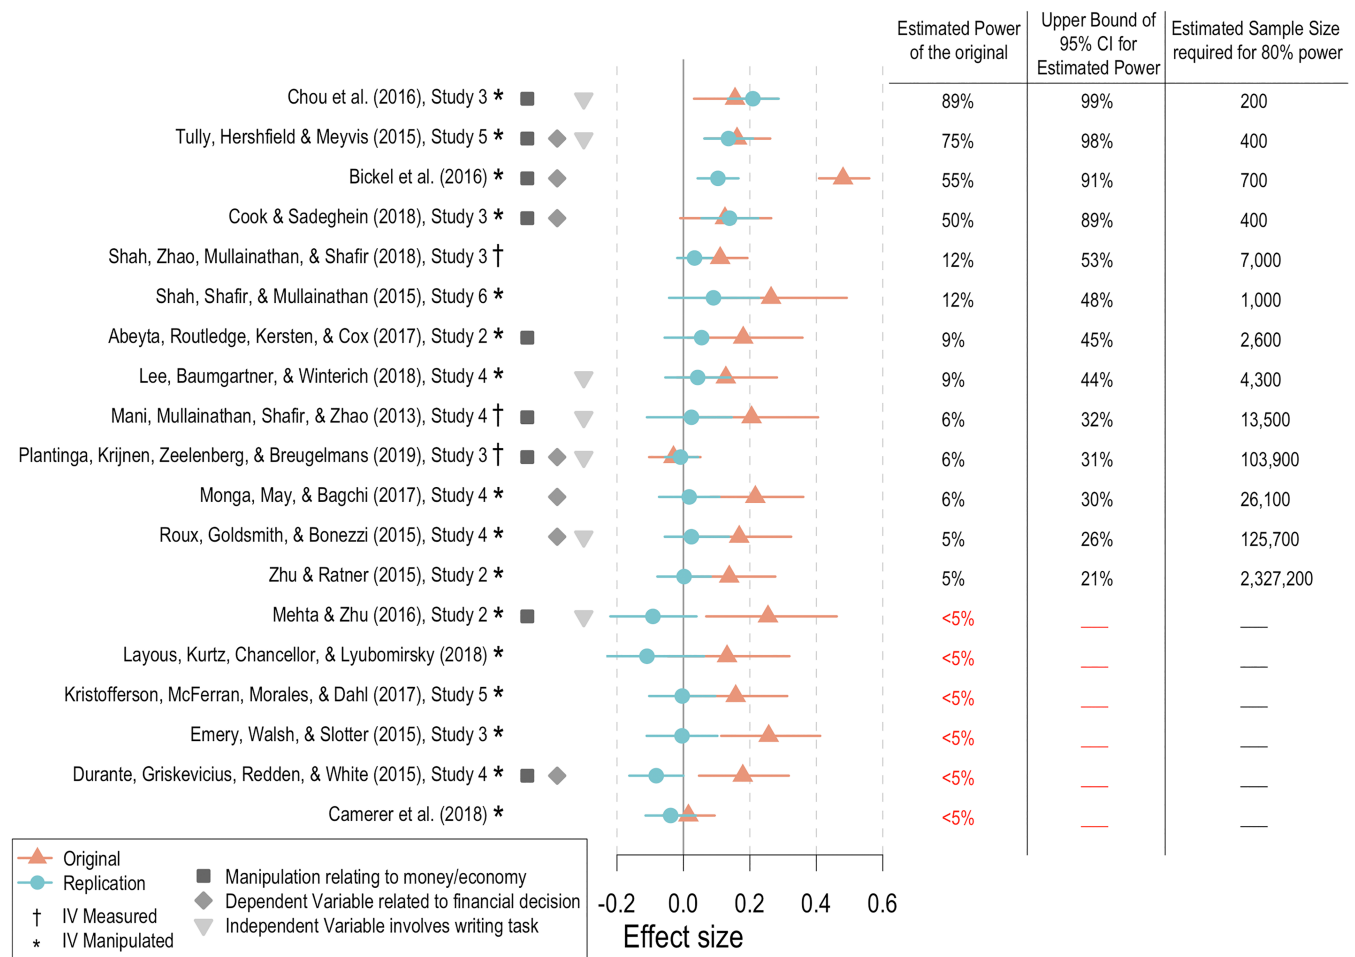 Estimated Power of the original
Upper Bound of 95% CI for Estimated Power
Estimated Sample Size required for 80% power
Chou et al. (2016), Study 3 * 89% 99% 200
Tully, Hershfield & Meyvis (2015), Study 5 * 75% 98% 400
Bickel et al. (2016) * 55% 91% 700
Cook & Sadeghein (2018), Study 3 * 50% 89% 400
Shah, Zhao, Mullainathan, & Shafir (2018), Study 3 † 12% 53% 7,000
Shah, Shafir, & Mullainathan (2015), Study 6 * 12% 48% 1,000
Abeyta, Routledge, Kersten, & Cox (2017), Study 2 * 9% 45% 2,600
Lee, Baumgartner, & Winterich (2018), Study 4 * 9% 44% 4,300
Mani, Mullainathan, Shafir, & Zhao (2013), Study 4 † 6% 32% 13,500
Plantinga, Krijnen, Zeelenberg, & Breugelmans (2019), Study 3 † 6% 31% 103,900
Monga, May, & Bagchi (2017), Study 4 * 6% 30% 26,100
Roux, Goldsmith, & Bonezzi (2015), Study 4 * 5% 26% 125,700
Zhu & Ratner (2015), Study 2 * 5% 21% 2,327,200
Mehta & Zhu (2016), Study 2 * <5% — —
Layous, Kurtz, Chancellor, & Lyubomirsky (2018) * <5% — —
Kristofferson, McFerran, Morales, & Dahl (2017), Study 5 * <5% — —
Emery, Walsh, & Slotter (2015), Study 3 * <5% — —
Durante, Griskevicius, Redden, & White (2015), Study 4 * <5% — —
Camerer et al. (2018) * <5% — —
Original
Replication
† IV Measured
* IV Manipulated
Manipulation relating to money/economy
Dependent Variable related to financial decision
Independent Variable involves writing task
-0.2 0.0 0.2 0.4 0.6
Effect size